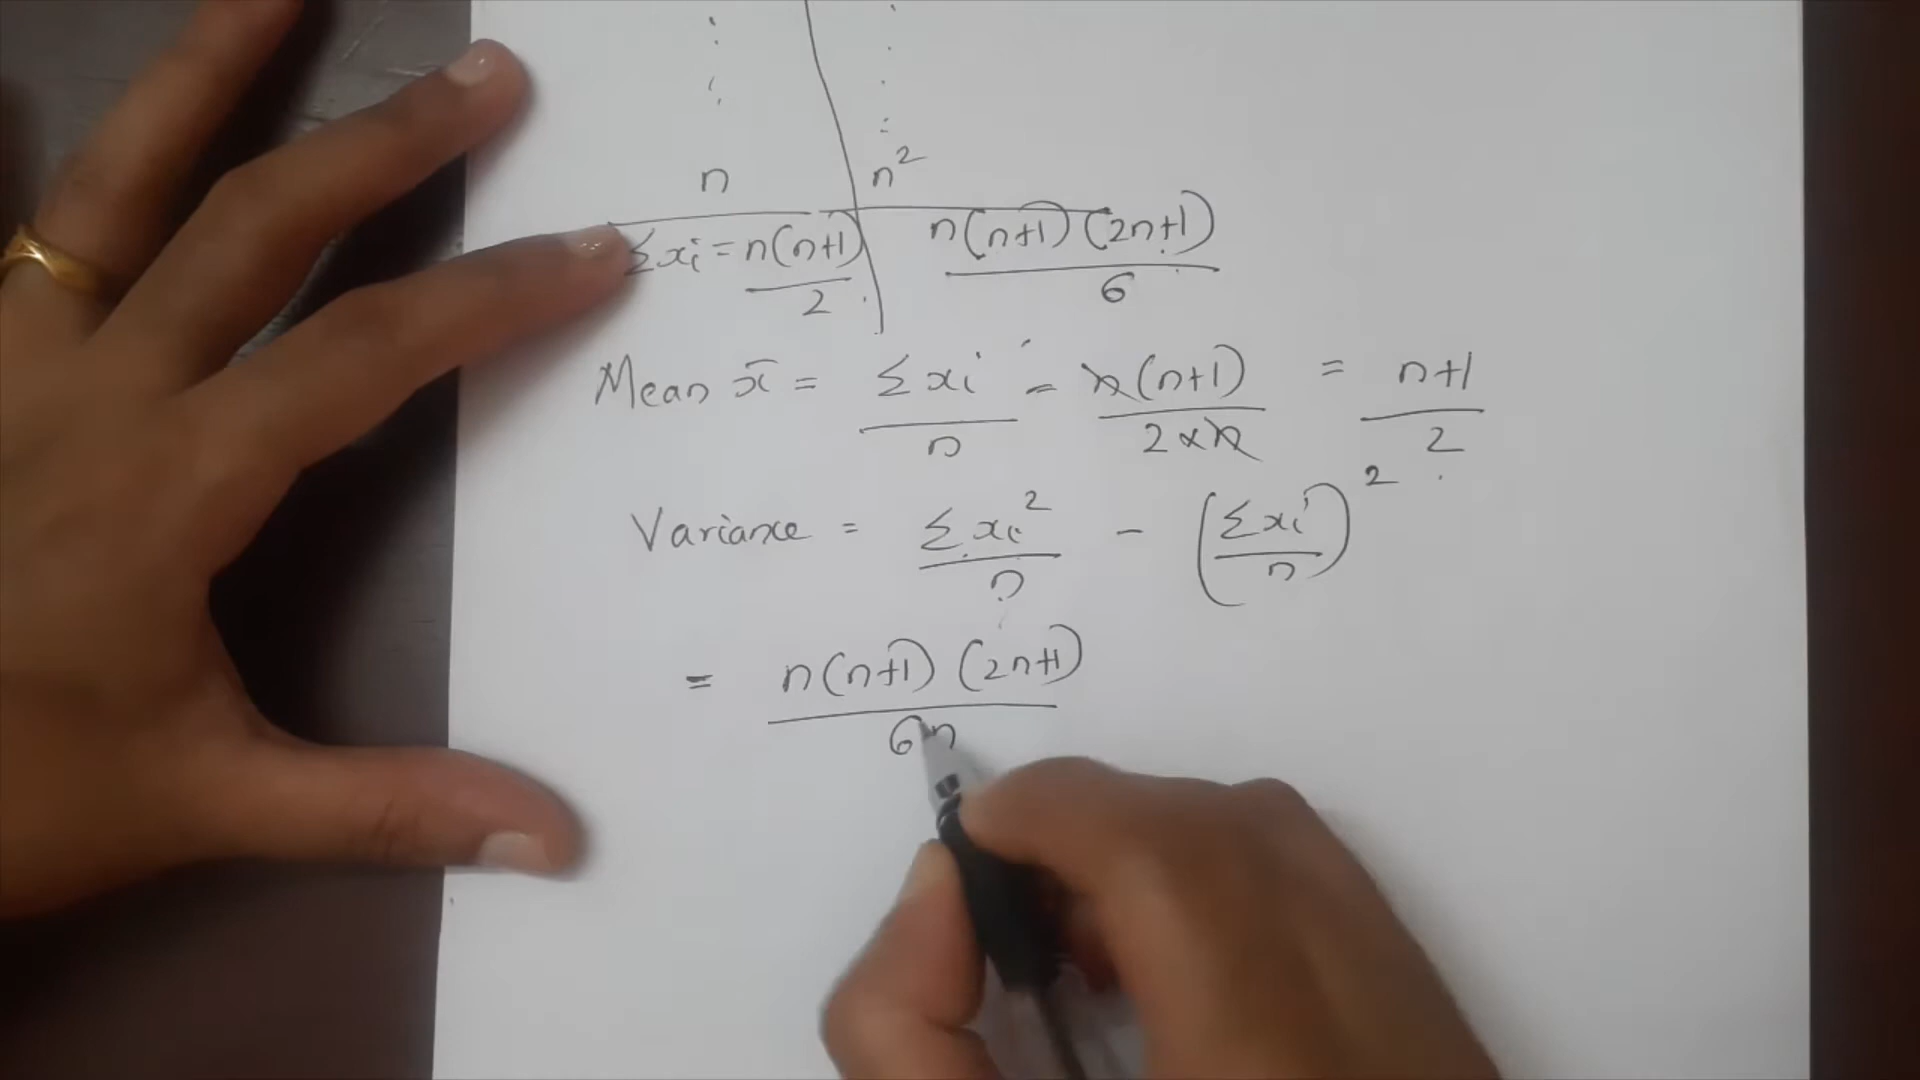 n | n²
Σxi = n(n+1)/2 | n(n+1)(2n+1)/6
Mean x̄ = Σxi/n = n(n+1)/2×n = n+1/2
Variance = Σxi²/n - (Σxi/n)²
= n(n+1)(2n+1)/6n